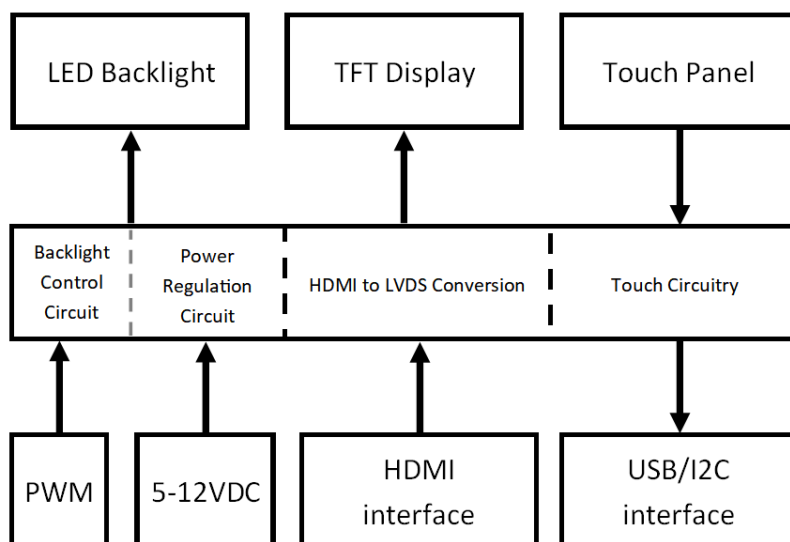 LED Backlight
TFT Display
Touch Panel
Backlight
Control
Circuit
Power
Regulation
Circuit
HDMI to LVDS Conversion
Touch Circuitry
PWM
5-12VDC
HDMI
interface
USB/I2C
interface